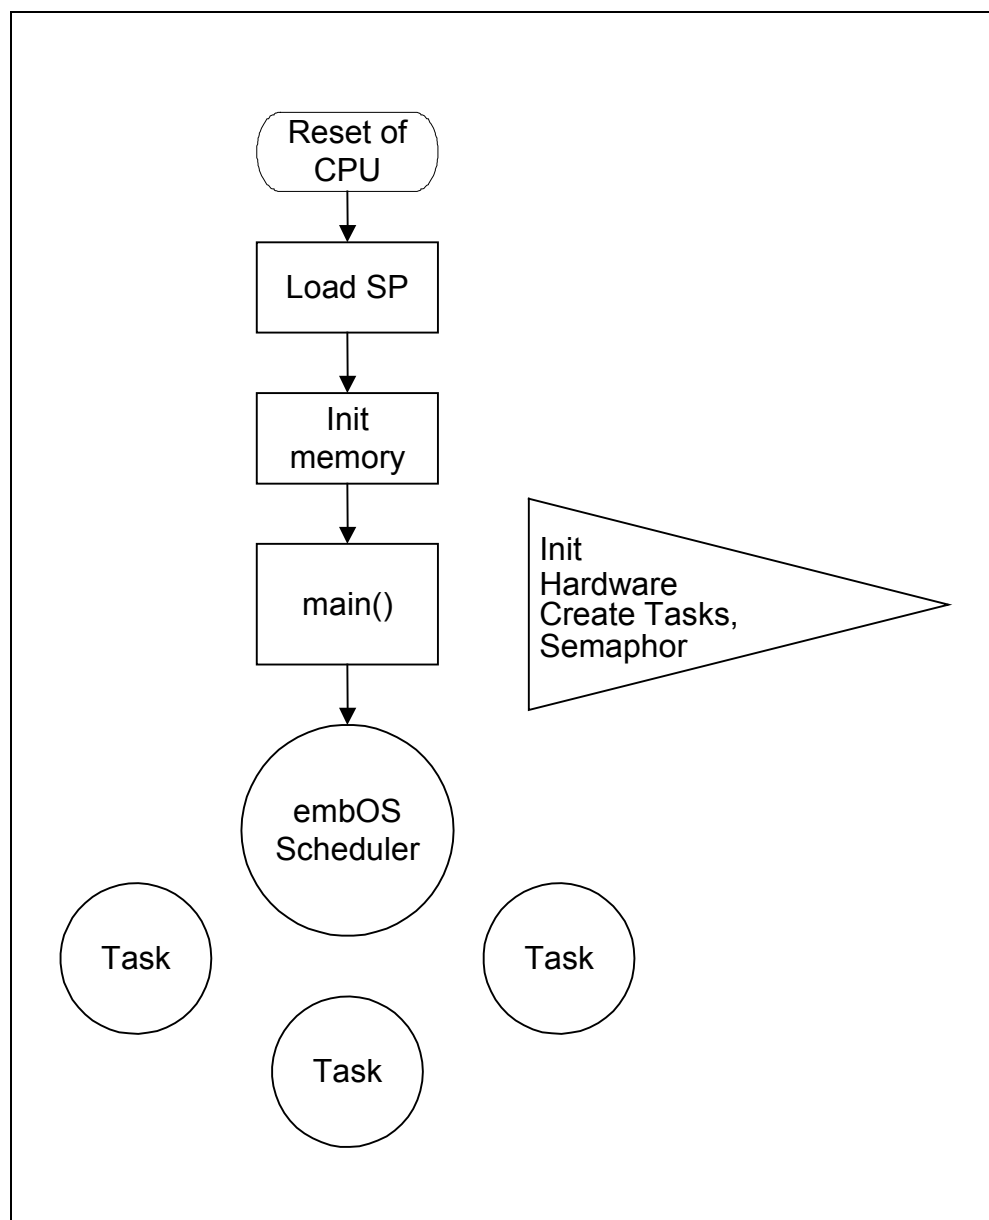 Reset of
CPU
Load SP
Init
memory
main()
Init
Hardware
Create Tasks,
Semaphor
embOS
Scheduler
Task
Task
Task